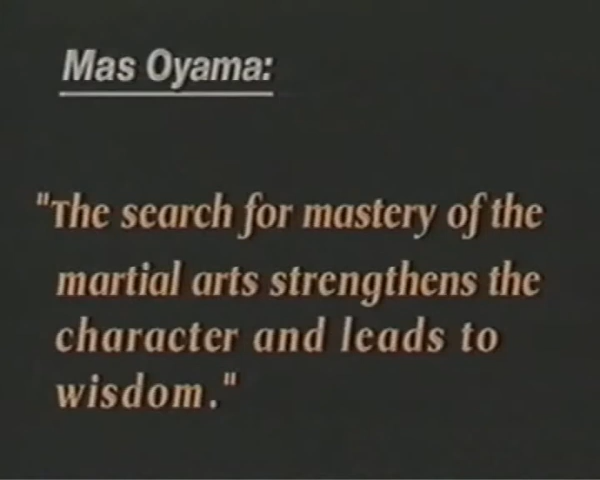 Mas Oyama:
"The search for mastery of the
martial arts strengthens the
character and leads to
wisdom."